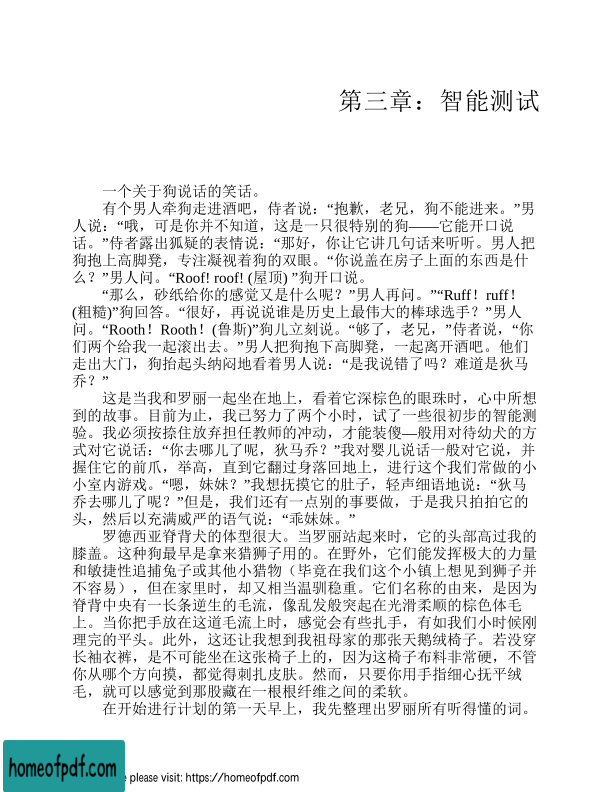 第三章：智能测试
一个关于狗说话的笑话。
有个男人牵狗走进酒吧，侍者说：“抱歉，老兄，狗不能进来。”男
人说：“哦，可是你并不知道，这是一只很特别的狗——它能开口说
话。”侍者露出狐疑的表情说：“那好，你让它讲几句话来听听。男人把
狗抱上高脚凳，专注凝视着狗的双眼。“你说盖在房子上面的东西是什
么？”男人问。“Roof! roof! (屋顶) ”狗开口说。
“那么，砂纸给你的感觉又是什么呢？”男人再问。”“Ruff！ruff！
(粗糙)”狗回答。“很好，再说说谁是历史上最伟大的棒球选手？”男人
问。“Rooth！Rooth！(鲁斯)”狗儿立刻说。“够了，老兄，”侍者说，“你
们两个给我一起滚出去。”男人把狗抱下高脚凳，一起离开酒吧。他们
走出大门，狗抬起头纳闷地看着男人说：“是我说错了吗？难道是狄马
乔？”
这是当我和罗丽一起坐在地上，看着它深棕色的眼珠时，心中所想
到的故事。目前为止，我已努力了两个小时，试了一些很初步的智能测
验。我必须按捺住放弃担任教师的冲动，才能装傻—般用对待幼犬的方
式对它说话：“你去哪儿了呢，狄马乔？”我对婴儿说话一般对它说，并
握住它的前爪，举高，直到它翻过身落回地上，进行这个我们常做的小
小室内游戏。“嗯，妹妹？”我想抚摸它的肚子，轻声细语地说：“狄马
乔去哪儿了呢？”但是，我们还有一点别的事要做，于是我只拍拍它的
头，然后以充满威严的语气说：“乖妹妹。”
罗德西亚脊背犬的体型很大。当罗丽站起来时，它的头部高过我的
膝盖。这种狗最早是拿来猎狮子用的。在野外，它们能发挥极大的力量
和敏捷性追捕兔子或其他小猎物（毕竟在我们这个小镇上想见到狮子并
不容易），但在家里时，却又相当温驯稳重。它们名称的由来，是因为
脊背中央有一长条逆生的毛流，像乱发般突起在光滑柔顺的棕色体毛
上。当你把手放在这道毛流上时，感觉会有些扎手，有如我们小时候刚
理完的平头。此外，这还让我想到我祖母家的那张天鹅绒椅子。若没穿
长袖衣裤，是不可能坐在这张椅子上的，因为这椅子布料非常硬，不管
你从哪个方向摸，都觉得刺扎皮肤。然而，只要你用手指细心抚平绒
毛，就可以感觉到那股藏在一根根纤维之间的柔软。
在开始进行计划的第一天早上，我先整理出罗丽所有听得懂的词。
homeofpdf.com
please visit: https://homeofpdf.com